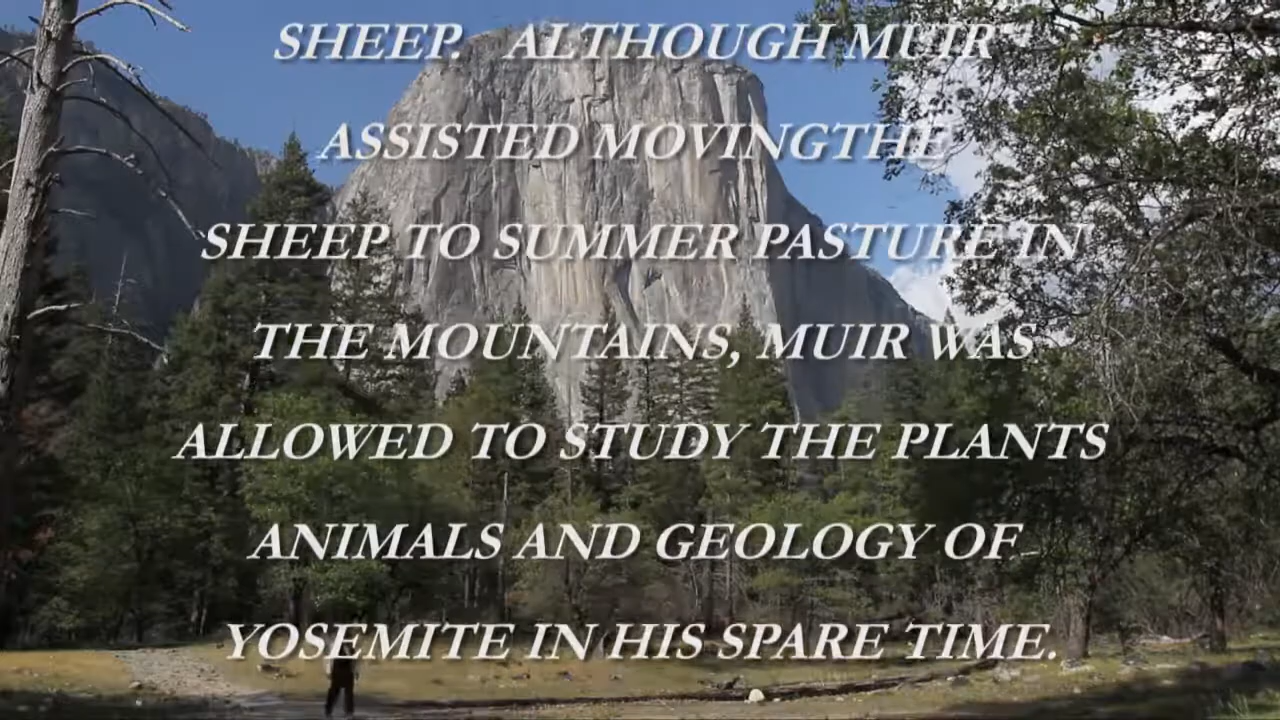 SHEEP.   ALTHOUGH MUIR
ASSISTED MOVINGTHE
SHEEP TO SUMMER PASTURE IN
THE MOUNTAINS, MUIR WAS
ALLOWED TO STUDY THE PLANTS
ANIMALS AND GEOLOGY OF
YOSEMITE IN HIS SPARE TIME.